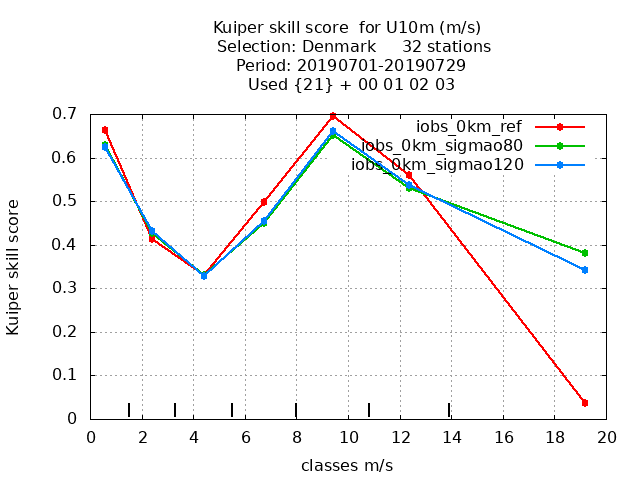 Kuiper skill score  for U10m (m/s)
Selection: Denmark     32 stations
Period: 20190701-20190729
Used {21} + 00 01 02 03
iobs_0km_ref
iobs_0km_sigmao80
iobs_0km_sigmao120
Kuiper skill score
0.7
0.6
0.5
0.4
0.3
0.2
0.1
0
0 2 4 6 8 10 12 14 16 18 20
classes m/s